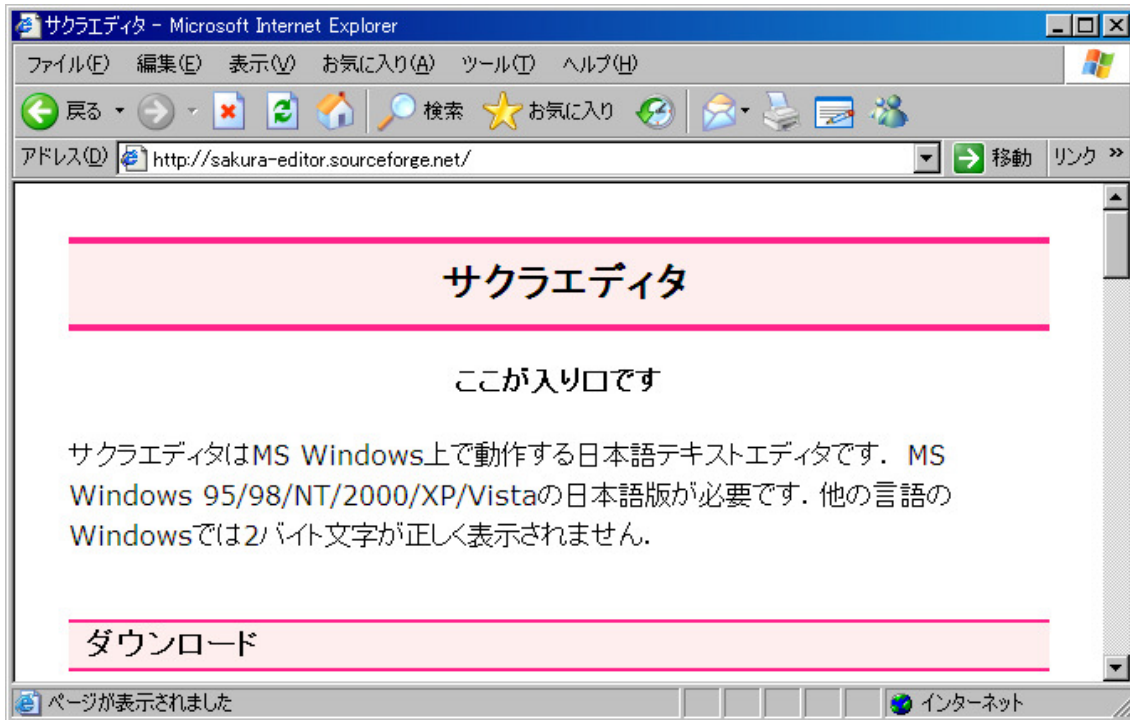 サクラエディタ - Microsoft Internet Explorer
ファイル(F) 編集(E) 表示(V) お気に入り(A) ツール(T) ヘルプ(H)
戻る 検索 お気に入り
アドレス(D) http://sakura-editor.sourceforge.net/ 移動 リンク »
サクラエディタ
ここが入り口です
サクラエディタはMS Windows上で動作する日本語テキストエディタです． MS
Windows 95/98/NT/2000/XP/Vistaの日本語版が必要です．他の言語の
Windowsでは2バイト文字が正しく表示されません．
ダウンロード
ページが表示されました インターネット